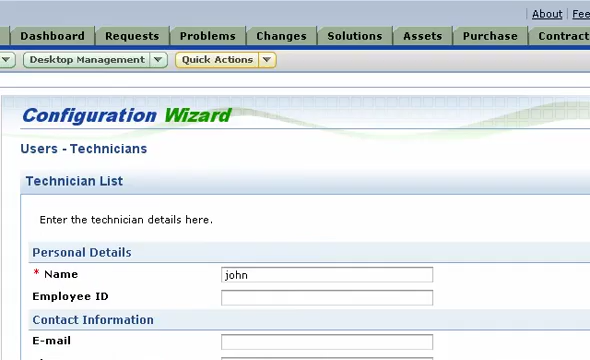 About Fee
Dashboard Requests Problems Changes Solutions Assets Purchase Contract
Desktop Management Quick Actions
Configuration Wizard
Users - Technicians
Technician List
Enter the technician details here.
Personal Details
* Name john
Employee ID
Contact Information
E-mail